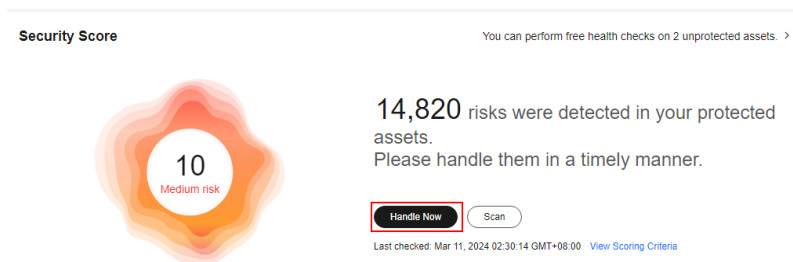 Security Score
You can perform free health checks on 2 unprotected assets. >
10
Medium risk
14,820 risks were detected in your protected
assets.
Please handle them in a timely manner.
Handle Now
Scan
Last checked: Mar 11, 2024 02:30:14 GMT+08:00 View Scoring Criteria